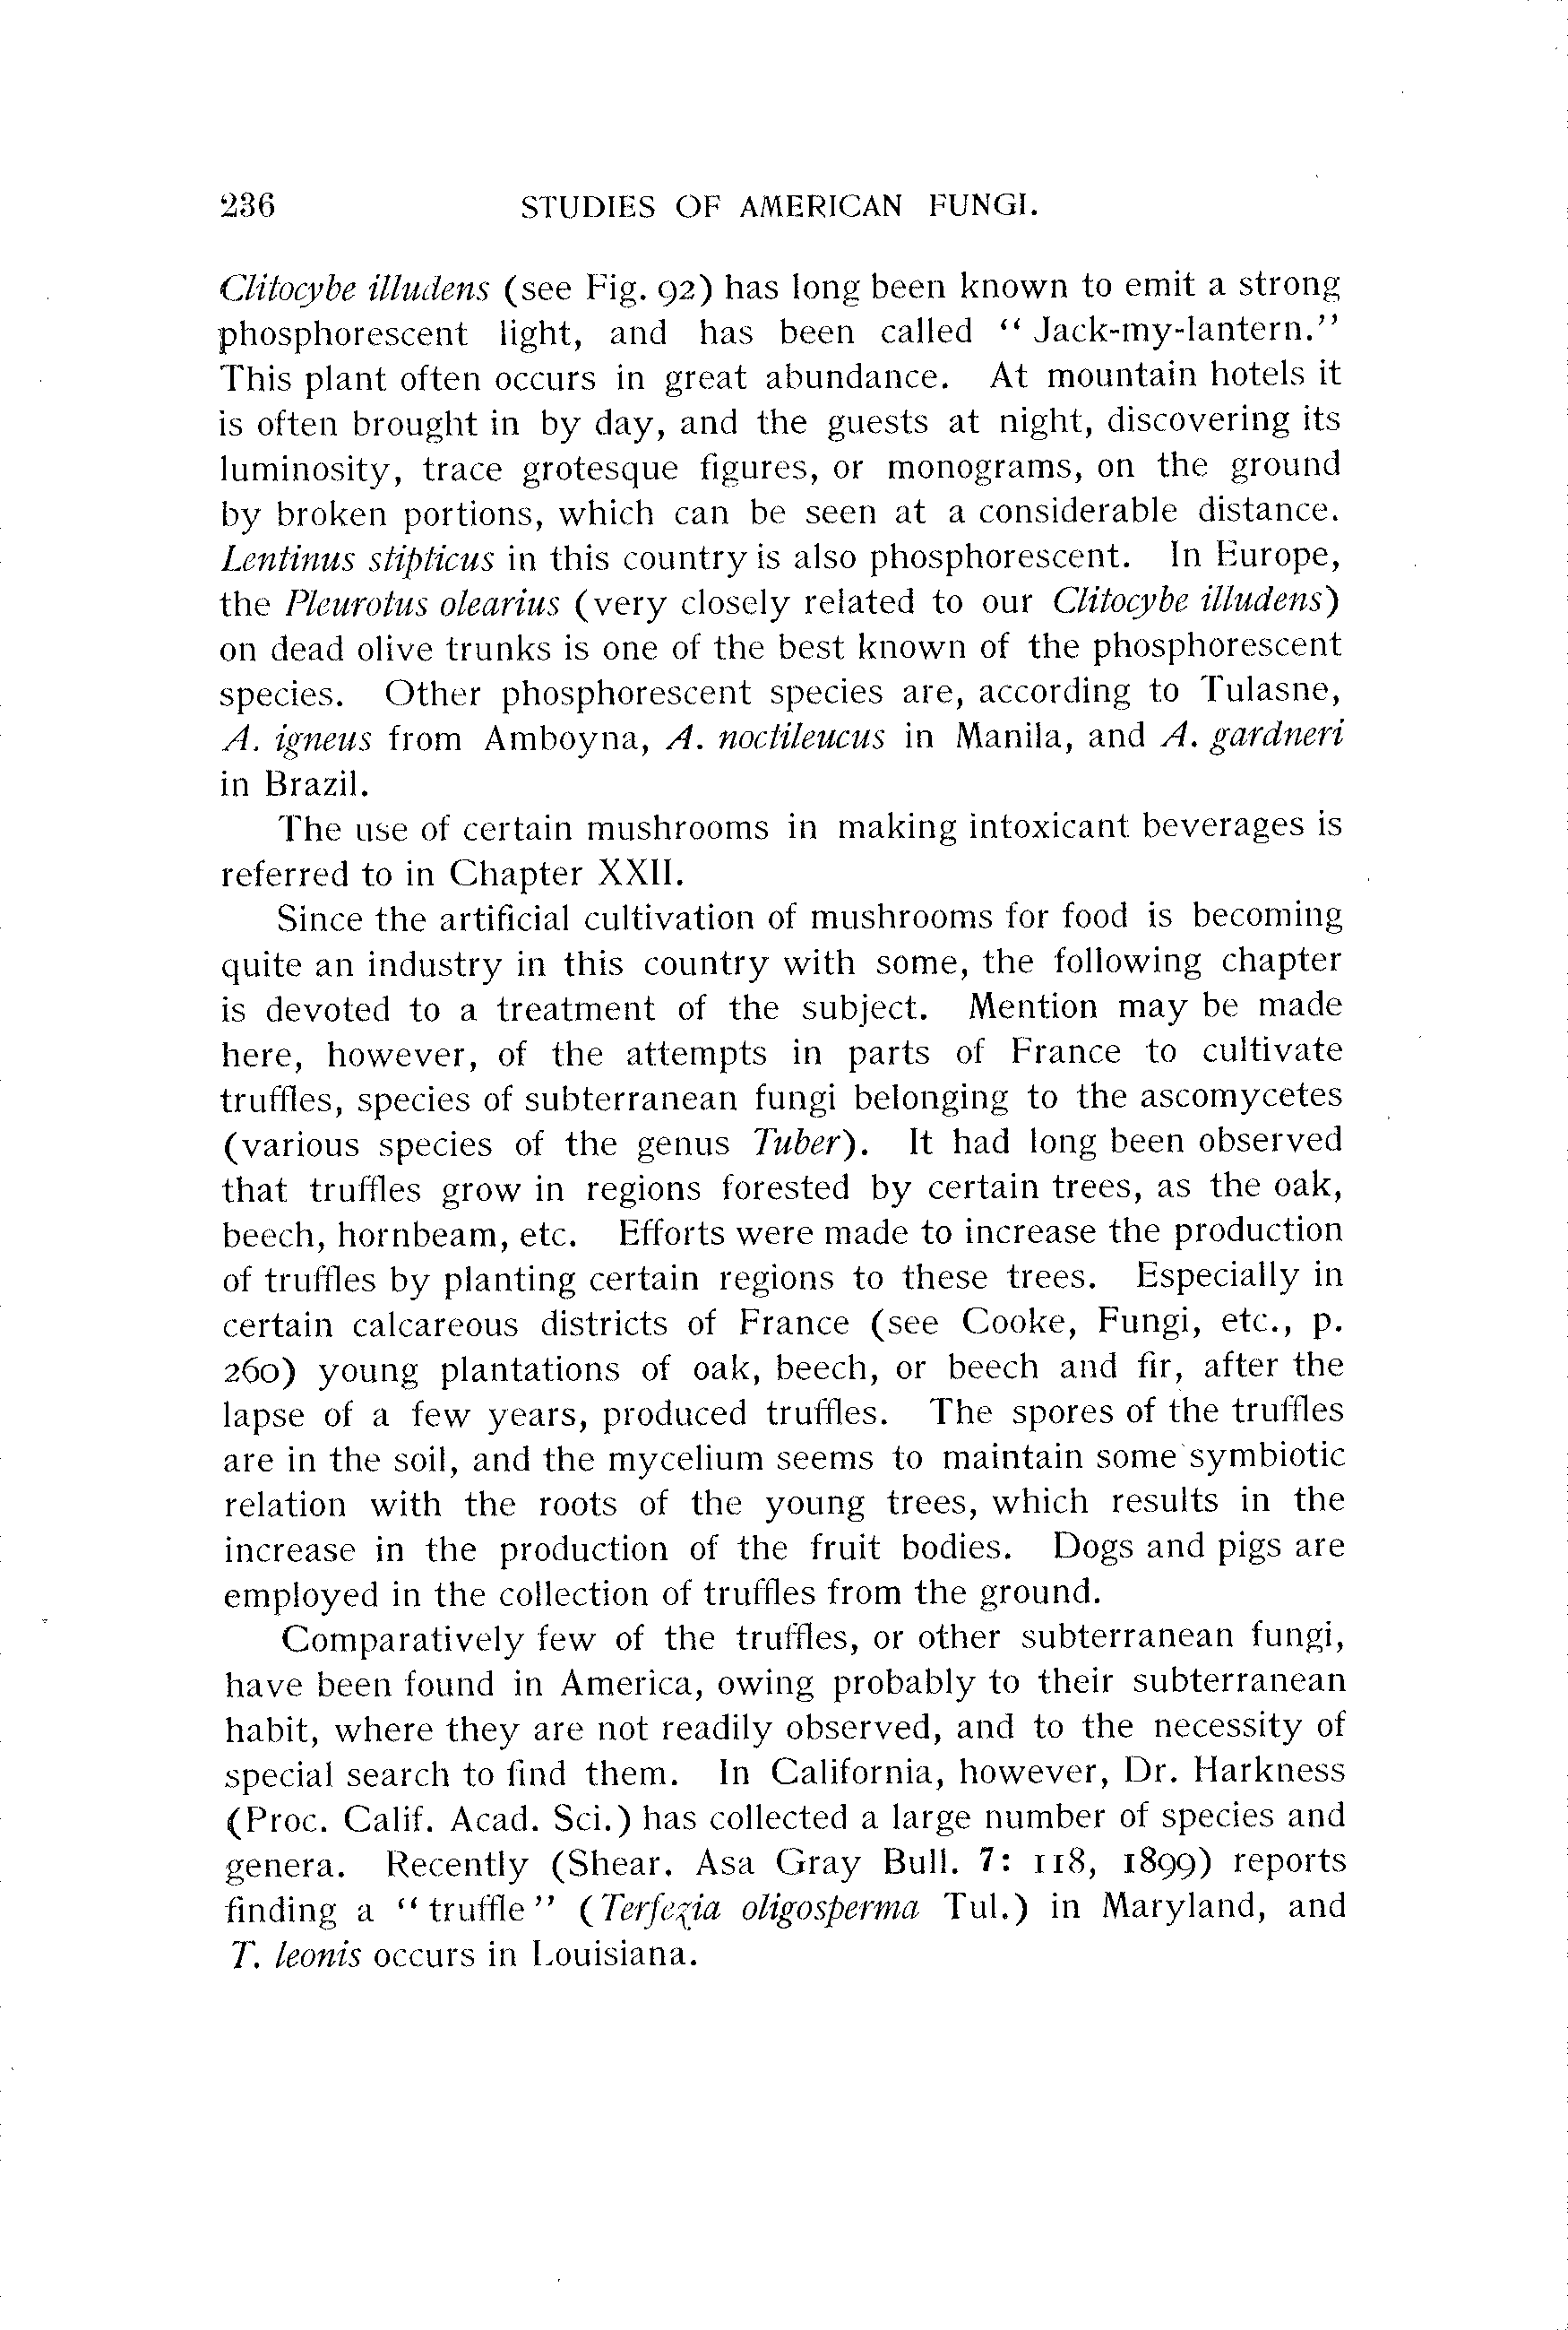 236 STUDIES OF AMERICAN FUNGI.
Clitocybe illudens (see Fig. 92) has long been known to emit a strong
phosphorescent light, and has been called “ Jack-my-lantern.”
This plant often occurs in great abundance. At mountain hotels it
is often brought in by day, and the guests at night, discovering its
luminosity, trace grotesque figures, or monograms, on the ground
by broken portions, which can be seen at a considerable distance.
Lentinus stipticus in this country is also phosphorescent. In Europe,
the Pleurotus olearius (very closely related to our Clitocybe illudens)
on dead olive trunks is one of the best known of the phosphorescent
species. Other phosphorescent species are, according to Tulasne,
A. igneus from Amboyna, A. noctileucus in Manila, and A. gardneri
in Brazil.
The use of certain mushrooms in making intoxicant beverages is
referred to in Chapter XXII.
Since the artificial cultivation of mushrooms for food is becoming
quite an industry in this country with some, the following chapter
is devoted to a treatment of the subject. Mention may be made
here, however, of the attempts in parts of France to cultivate
truffles, species of subterranean fungi belonging to the ascomycetes
(various species of the genus Tuber). It had long been observed
that truffles grow in regions forested by certain trees, as the oak,
beech, hornbeam, etc. Efforts were made to increase the production
of truffles by planting certain regions to these trees. Especially in
certain calcareous districts of France (see Cooke, Fungi, etc., p.
260) young plantations of oak, beech, or beech and fir, after the
lapse of a few years, produced truffles. The spores of the truffles
are in the soil, and the mycelium seems to maintain some symbiotic
relation with the roots of the young trees, which results in the
increase in the production of the fruit bodies. Dogs and pigs are
employed in the collection of truffles from the ground.
Comparatively few of the truffles, or other subterranean fungi,
have been found in America, owing probably to their subterranean
habit, where they are not readily observed, and to the necessity of
special search to find them. In California, however, Dr. Harkness
(Proc. Calif. Acad. Sci.) has collected a large number of species and
genera. Recently (Shear. Asa Gray Bull. 7: 118, 1899) reports
finding a “ truffle ” (Terfezia oligosperma Tul.) in Maryland, and
T. leonis occurs in Louisiana.